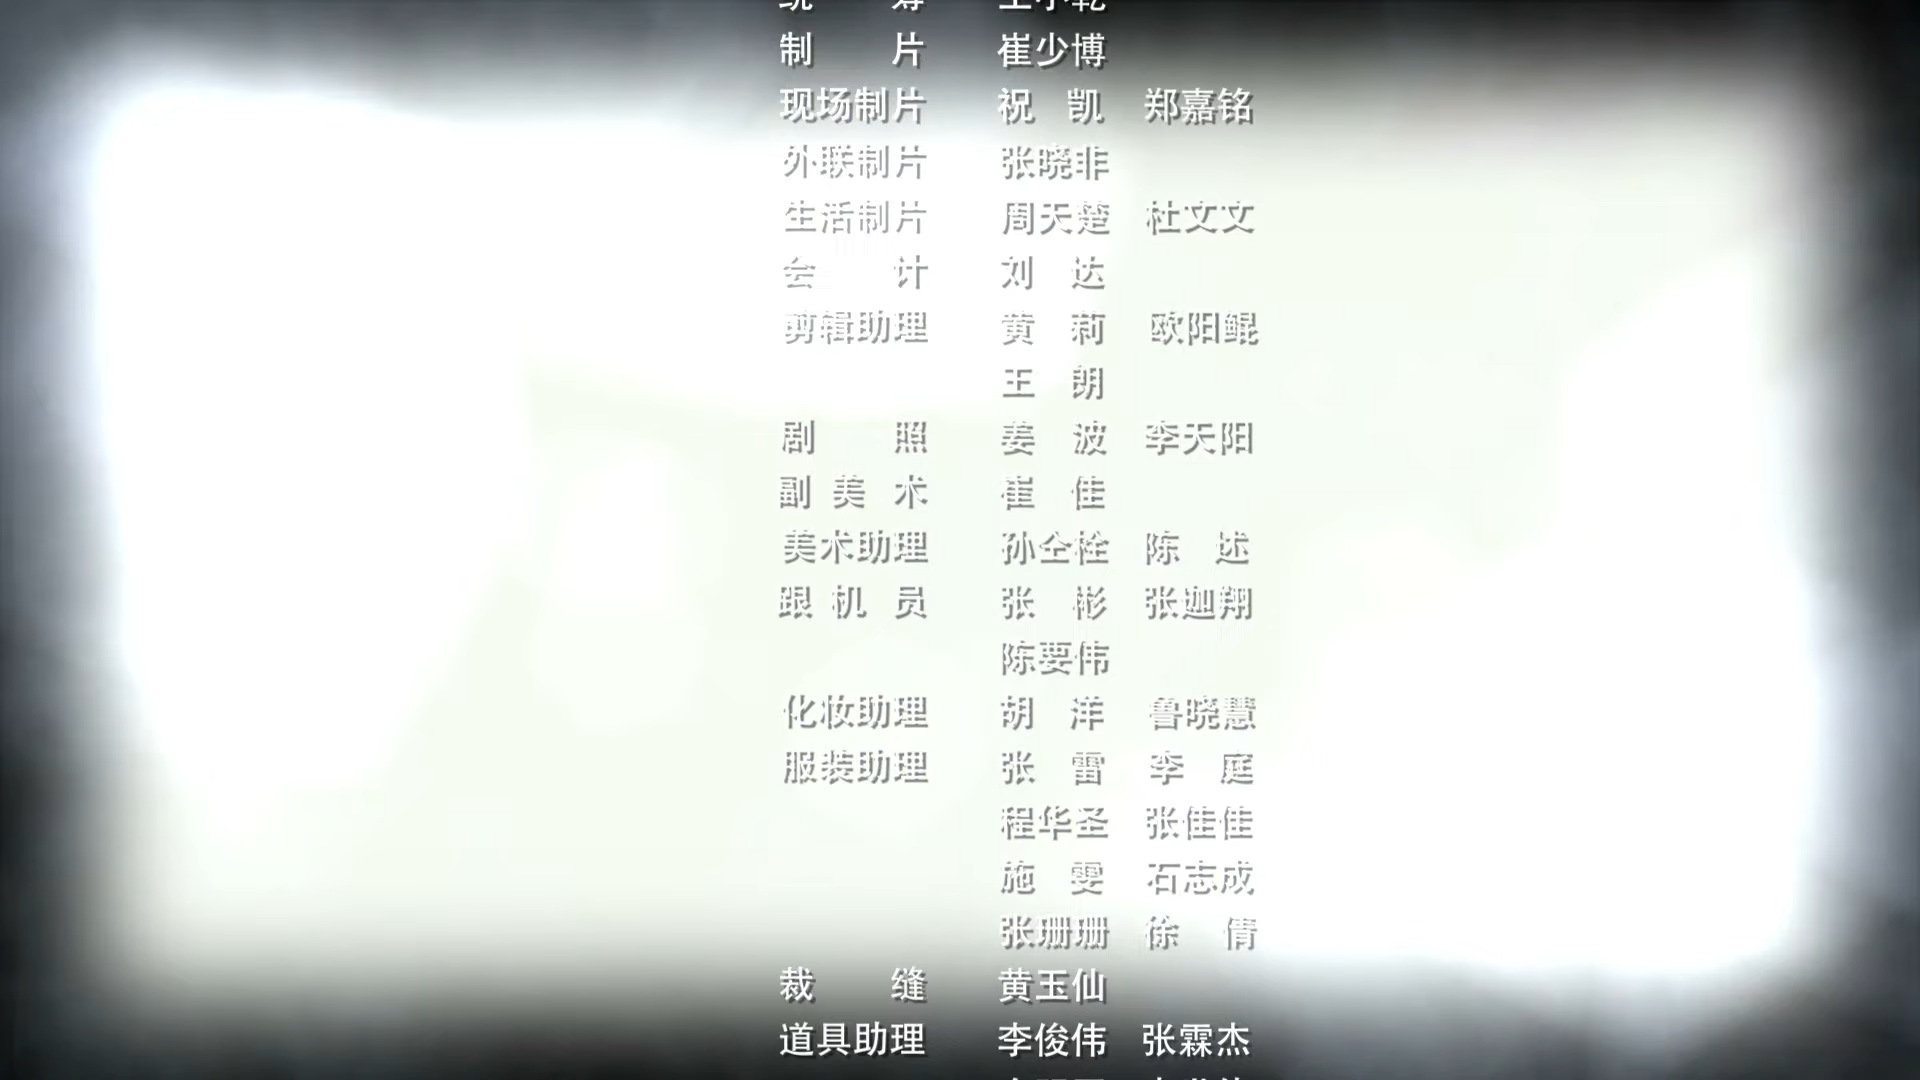 制 片 崔少博
现场制片 祝 凯 郑嘉铭
外联制片 张晓非
生活制片 周天楚 杜文文
会 计 刘 达
剪辑助理 黄 莉 欧阳鲲
王 朗
剧 照 姜 波 李天阳
副 美 术 崔 佳
美术助理 孙全栓 陈 述
跟 机 员 张 彬 张迦翔
陈要伟
化妆助理 胡 洋 鲁晓慧
服装助理 张 雷 李 庭
程华圣 张佳佳
施 雯 石志成
张珊珊 徐 倩
裁 缝 黄玉仙
道具助理 李俊伟 张霖杰